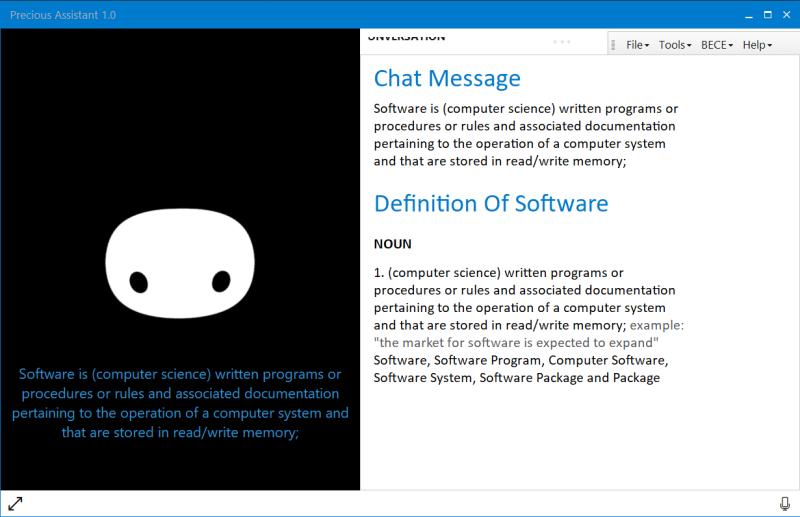 Precious Assistant 1.0
UNVERSATION
File Tools BECE Help
Chat Message
Software is (computer science) written programs or
procedures or rules and associated documentation
pertaining to the operation of a computer system
and that are stored in read/write memory;
Definition Of Software
NOUN
1. (computer science) written programs or
procedures or rules and associated documentation
pertaining to the operation of a computer system
and that are stored in read/write memory; example:
"the market for software is expected to expand"
Software, Software Program, Computer Software,
Software System, Software Package and Package
Software is (computer science) written programs or
procedures or rules and associated documentation
pertaining to the operation of a computer system and
that are stored in read/write memory;